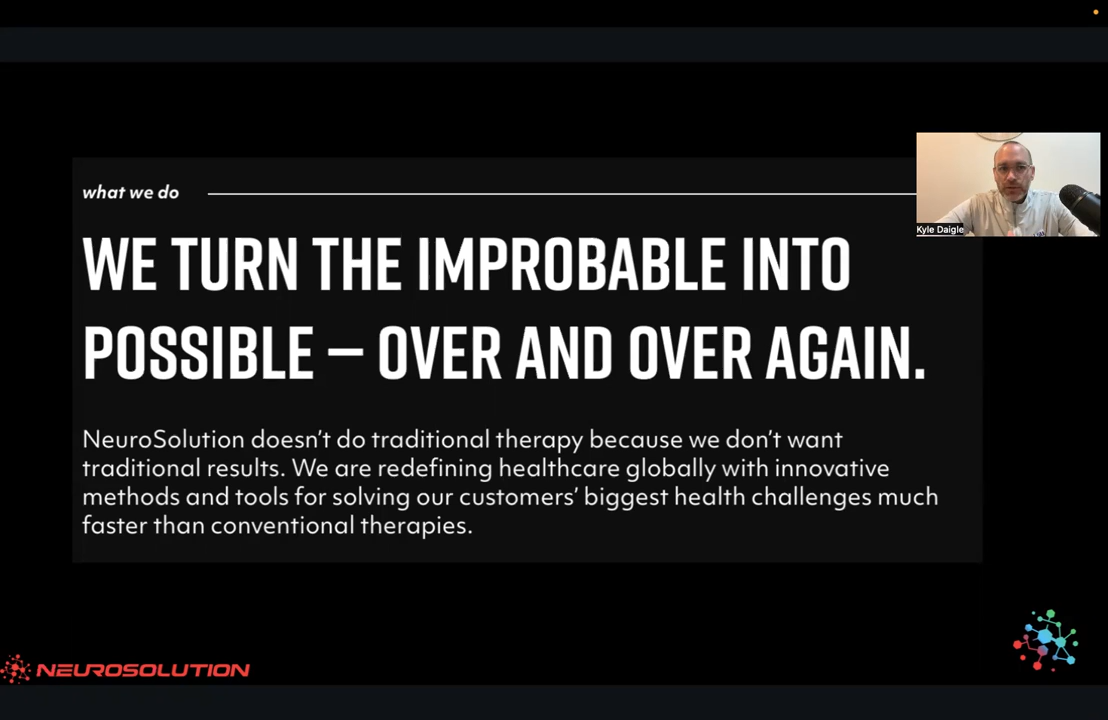 what we do
WE TURN THE IMPROBABLE INTO
POSSIBLE – OVER AND OVER AGAIN.
NeuroSolution doesn't do traditional therapy because we don't want
traditional results. We are redefining healthcare globally with innovative
methods and tools for solving our customers' biggest health challenges much
faster than conventional therapies.
Kyle Daigle
NEUROSOLUTION